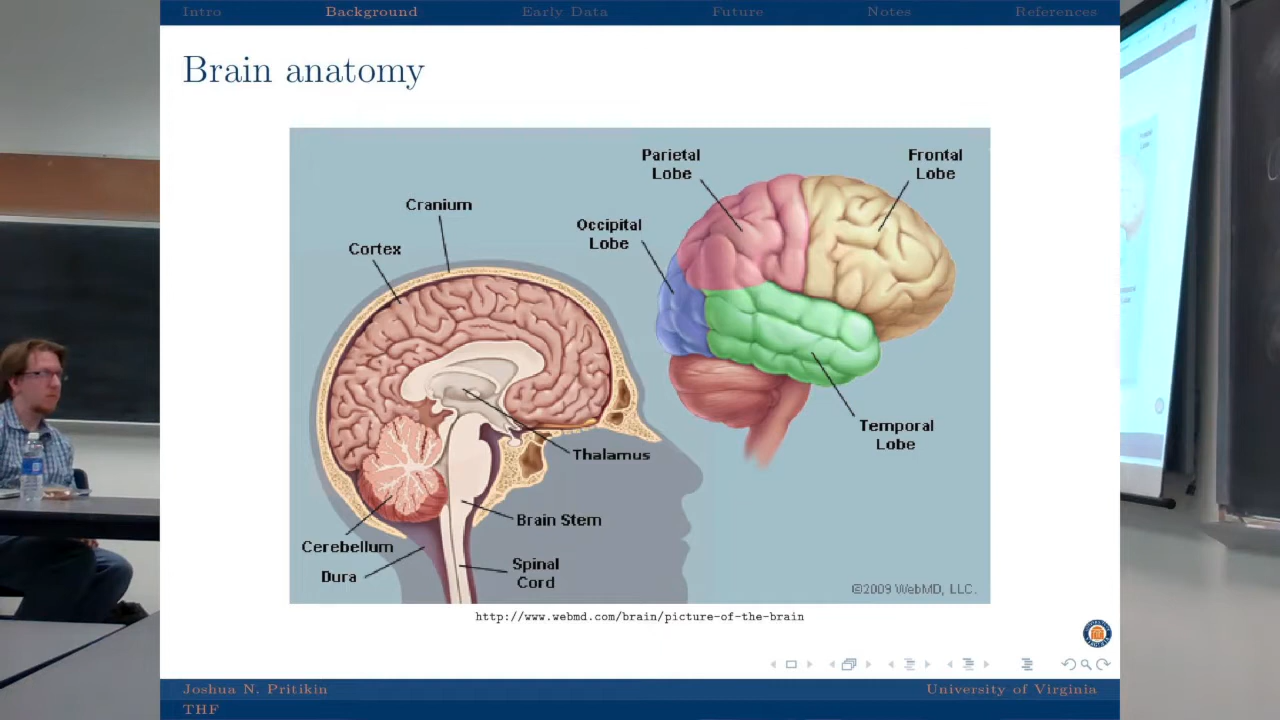 Intro Background Early Data Future Notes References
Brain anatomy
Parietal
Lobe
Frontal
Lobe
Cranium
Occipital
Lobe
Cortex
Temporal
Lobe
Thalamus
Brain Stem
Cerebellum
Spinal
Cord
Dura
©2009 WebMD, LLC.
http://www.webmd.com/brain/picture-of-the-brain
Joshua N. Pritikin University of Virginia
THF